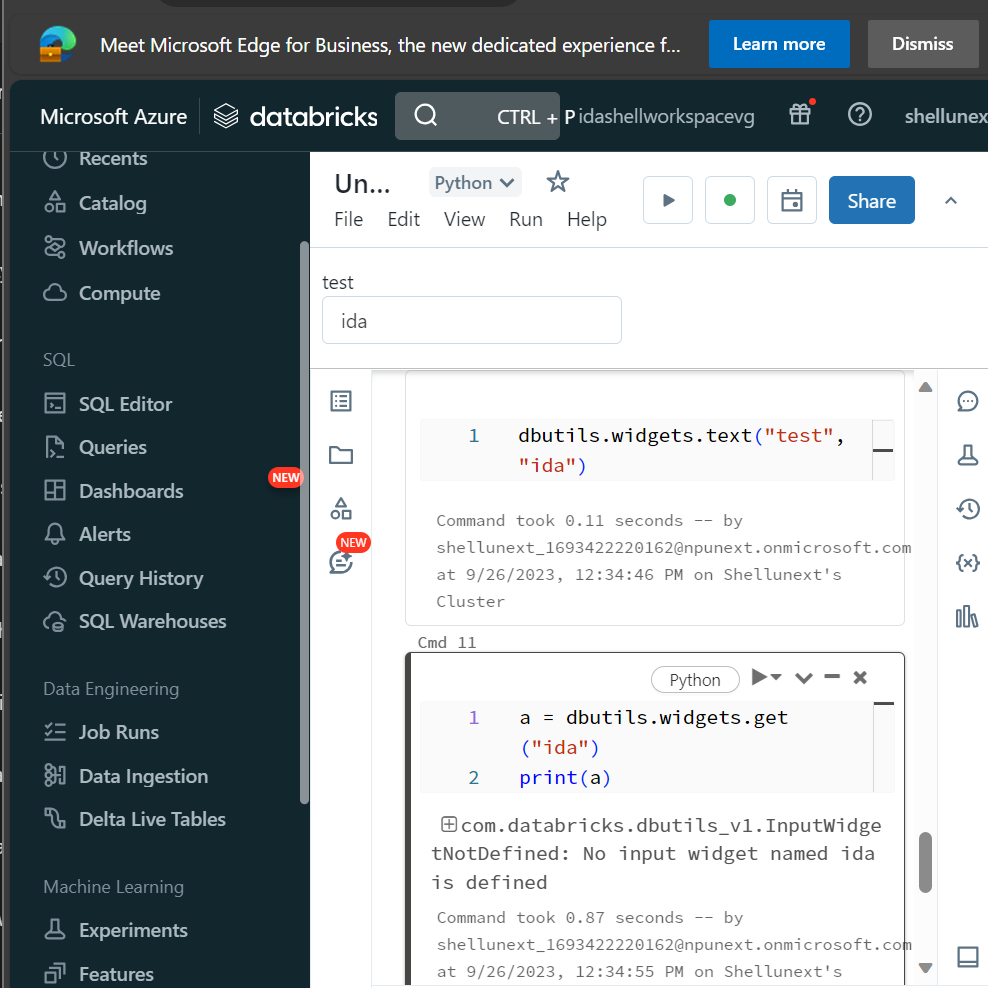 Meet Microsoft Edge for Business, the new dedicated experience f...
Learn more
Dismiss
Microsoft Azure
databricks
CTRL + P
idashellworkspacevg
shellunex
Recents
Catalog
Workflows
Compute
SQL
SQL Editor
Queries
NEW
Dashboards
Alerts
Query History
SQL Warehouses
Data Engineering
Job Runs
Data Ingestion
Delta Live Tables
Machine Learning
Experiments
Features
Un...
Python
File Edit View Run Help
Share
test
ida
NEW
1 dbutils.widgets.text("test",
"ida")
Command took 0.11 seconds -- by
shellunext_1693422220162@npunext.onmicrosoft.com
at 9/26/2023, 12:34:46 PM on Shellunext's
Cluster
Cmd 11
Python
1 a = dbutils.widgets.get
("ida")
2 print(a)
com.databricks.dbutils_v1.InputWidge
tNotDefined: No input widget named ida
is defined
Command took 0.87 seconds -- by
shellunext_1693422220162@npunext.onmicrosoft.com
at 9/26/2023, 12:34:55 PM on Shellunext's